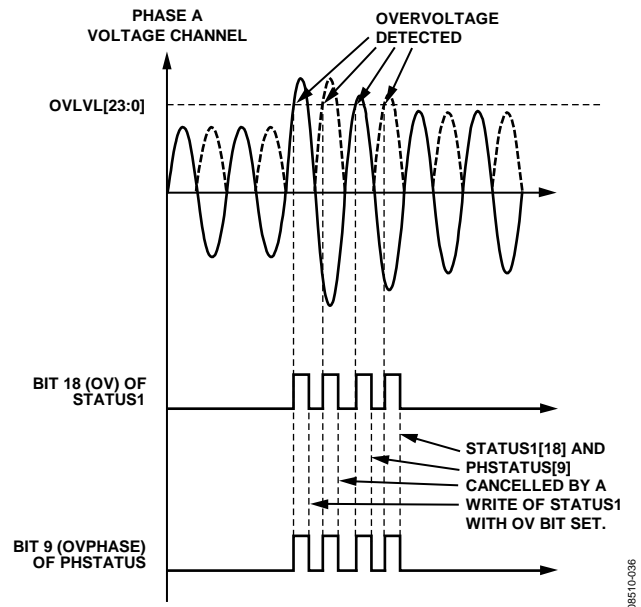 PHASE A
VOLTAGE CHANNEL
OVERVOLTAGE
DETECTED
OVLVL[23:0]
BIT 18 (OV) OF
STATUS1
STATUS1[18] AND
PHSTATUS[9]
CANCELLED BY A
WRITE OF STATUS1
WITH OV BIT SET.
BIT 9 (OVPHASE)
OF PHSTATUS
08510-036